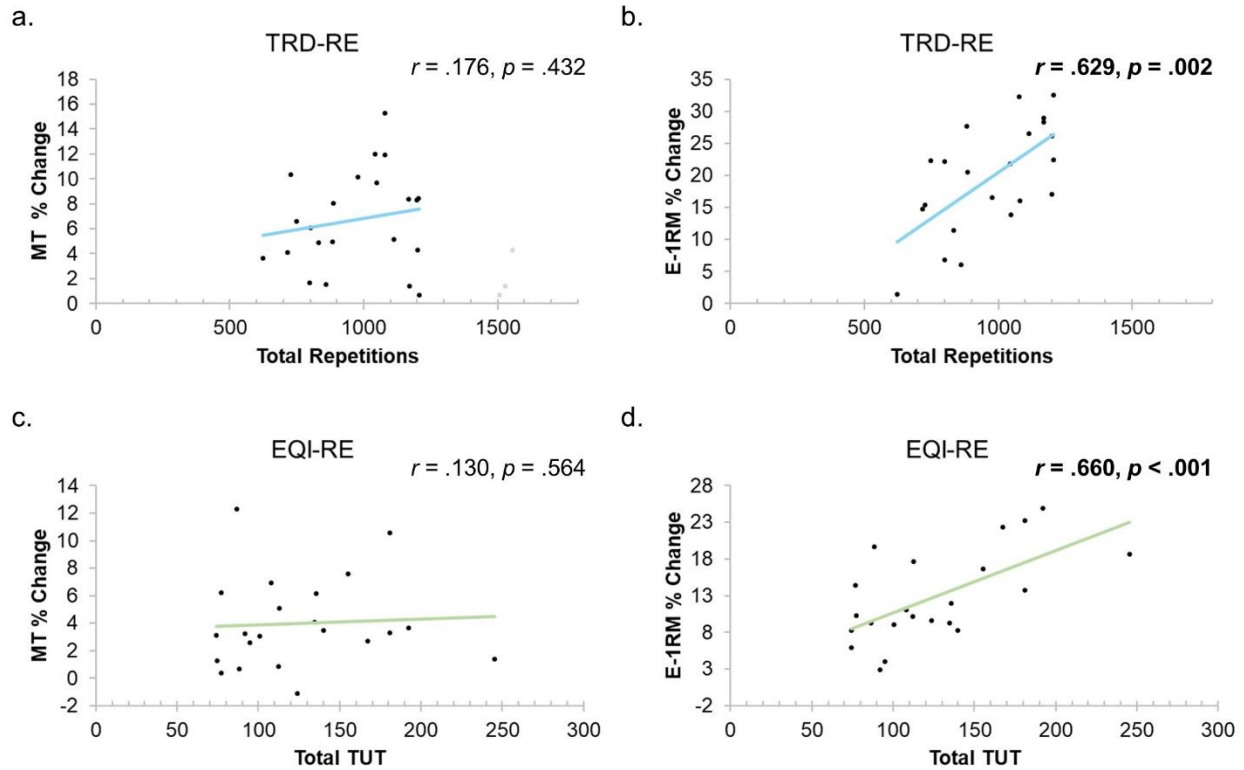 a.
TRD-RE
r = .176, p = .432
MT % Change
18
16
14
12
10
8
6
4
2
0
0 500 1000 1500
Total Repetitions
b.
TRD-RE
r = .629, p = .002
E-1RM % Change
35
30
25
20
15
10
5
0
0 500 1000 1500
Total Repetitions
c.
EQI-RE
r = .130, p = .564
MT % Change
14
12
10
8
6
4
2
0
-2
0 50 100 150 200 250 300
Total TUT
d.
EQI-RE
r = .660, p < .001
E-1RM % Change
28
23
18
13
8
3
-2
0 50 100 150 200 250 300
Total TUT